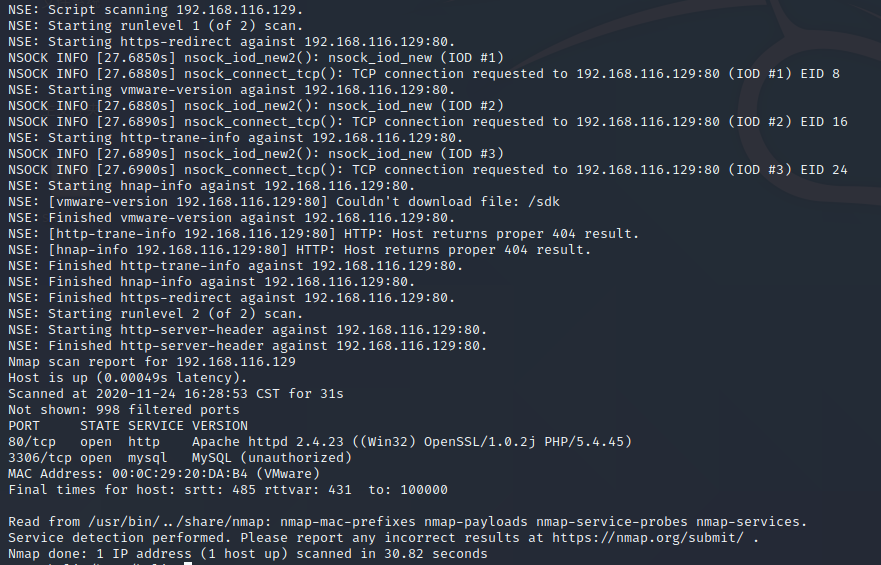 NSE: Script scanning 192.168.116.129.
NSE: Starting runlevel 1 (of 2) scan.
NSE: Starting https-redirect against 192.168.116.129:80.
NSOCK INFO [27.6850s] nsock_iod_new2(): nsock_iod_new (IOD #1)
NSOCK INFO [27.6880s] nsock_connect_tcp(): TCP connection requested to 192.168.116.129:80 (IOD #1) EID 8
NSE: Starting vmware-version against 192.168.116.129:80.
NSOCK INFO [27.6880s] nsock_iod_new2(): nsock_iod_new (IOD #2)
NSOCK INFO [27.6890s] nsock_connect_tcp(): TCP connection requested to 192.168.116.129:80 (IOD #2) EID 16
NSE: Starting http-trane-info against 192.168.116.129:80.
NSOCK INFO [27.6890s] nsock_iod_new2(): nsock_iod_new (IOD #3)
NSOCK INFO [27.6900s] nsock_connect_tcp(): TCP connection requested to 192.168.116.129:80 (IOD #3) EID 24
NSE: Starting hnap-info against 192.168.116.129:80.
NSE: [vmware-version 192.168.116.129:80] Couldn't download file: /sdk
NSE: Finished vmware-version against 192.168.116.129:80.
NSE: [http-trane-info 192.168.116.129:80] HTTP: Host returns proper 404 result.
NSE: [hnap-info 192.168.116.129:80] HTTP: Host returns proper 404 result.
NSE: Finished http-trane-info against 192.168.116.129:80.
NSE: Finished hnap-info against 192.168.116.129:80.
NSE: Finished https-redirect against 192.168.116.129:80.
NSE: Starting runlevel 2 (of 2) scan.
NSE: Starting http-server-header against 192.168.116.129:80.
NSE: Finished http-server-header against 192.168.116.129:80.
Nmap scan report for 192.168.116.129
Host is up (0.00049s latency).
Scanned at 2020-11-24 16:28:53 CST for 31s
Not shown: 998 filtered ports
PORT     STATE SERVICE VERSION
80/tcp   open  http    Apache httpd 2.4.23 ((Win32) OpenSSL/1.0.2j PHP/5.4.45)
3306/tcp open  mysql   MySQL (unauthorized)
MAC Address: 00:0C:29:20:DA:B4 (VMware)
Final times for host: srtt: 485 rttvar: 431  to: 100000

Read from /usr/bin/../share/nmap: nmap-mac-prefixes nmap-payloads nmap-service-probes nmap-services.
Service detection performed. Please report any incorrect results at https://nmap.org/submit/ .
Nmap done: 1 IP address (1 host up) scanned in 30.82 seconds